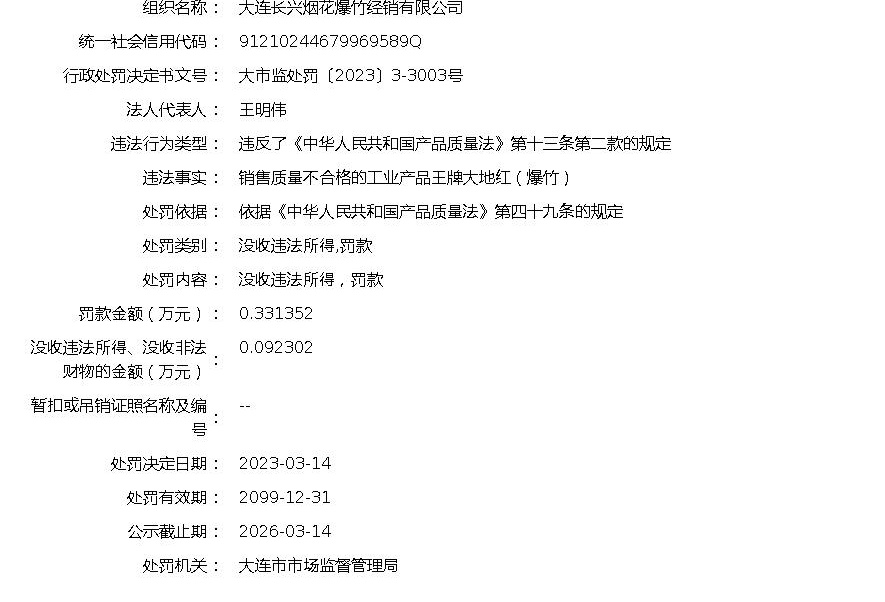 组织名称： 大连长兴烟花爆竹经销有限公司
统一社会信用代码： 91210244679969589Q
行政处罚决定书文号： 大市监处罚〔2023〕3-3003号
法人代表人： 王明伟
违法行为类型： 违反了《中华人民共和国产品质量法》第十三条第二款的规定
违法事实： 销售质量不合格的工业产品王牌大地红（爆竹）
处罚依据： 依据《中华人民共和国产品质量法》第四十九条的规定
处罚类别： 没收违法所得,罚款
处罚内容： 没收违法所得，罚款
罚款金额（万元）： 0.331352
没收违法所得、没收非法 0.092302
财物的金额（万元）：
暂扣或吊销证照名称及编 --
号：
处罚决定日期： 2023-03-14
处罚有效期： 2099-12-31
公示截止期： 2026-03-14
处罚机关： 大连市市场监督管理局